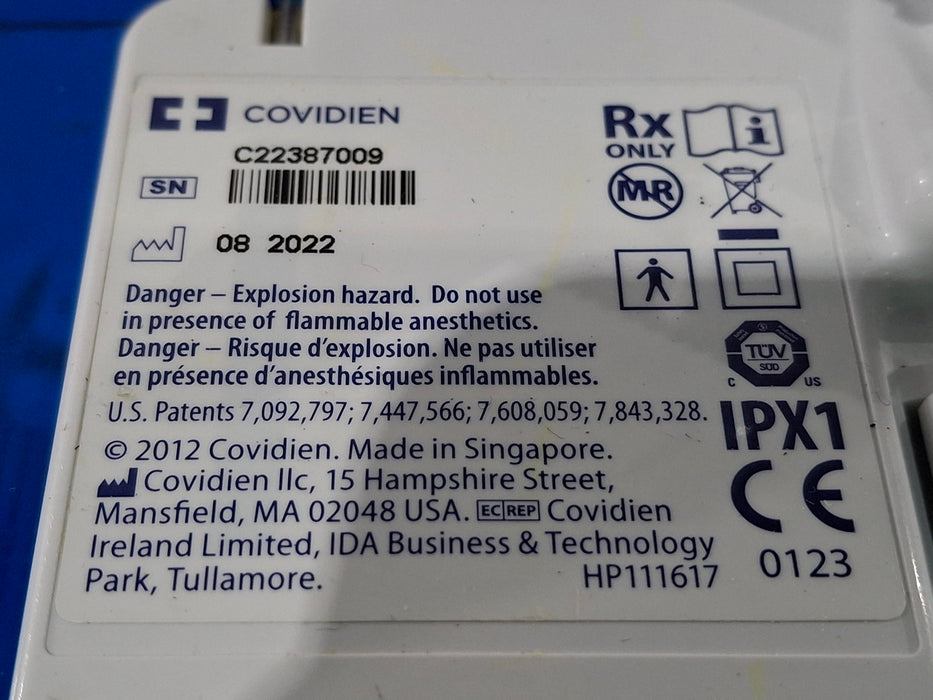 COVIDIEN
Rx
ONLY
i
C22387009
SN
MR
08 2022
Danger – Explosion hazard. Do not use
in presence of flammable anesthetics.
Danger – Risque d'explosion. Ne pas utiliser
en présence d'anesthésiques inflammables.
TÜV
SÜD
C US
U.S. Patents 7,092,797; 7,447,566; 7,608,059; 7,843,328.
IPX1
© 2012 Covidien. Made in Singapore.
Covidien llc, 15 Hampshire Street,
Mansfield, MA 02048 USA. EC REP Covidien
Ireland Limited, IDA Business & Technology
Park, Tullamore.
HP111617
CE
0123